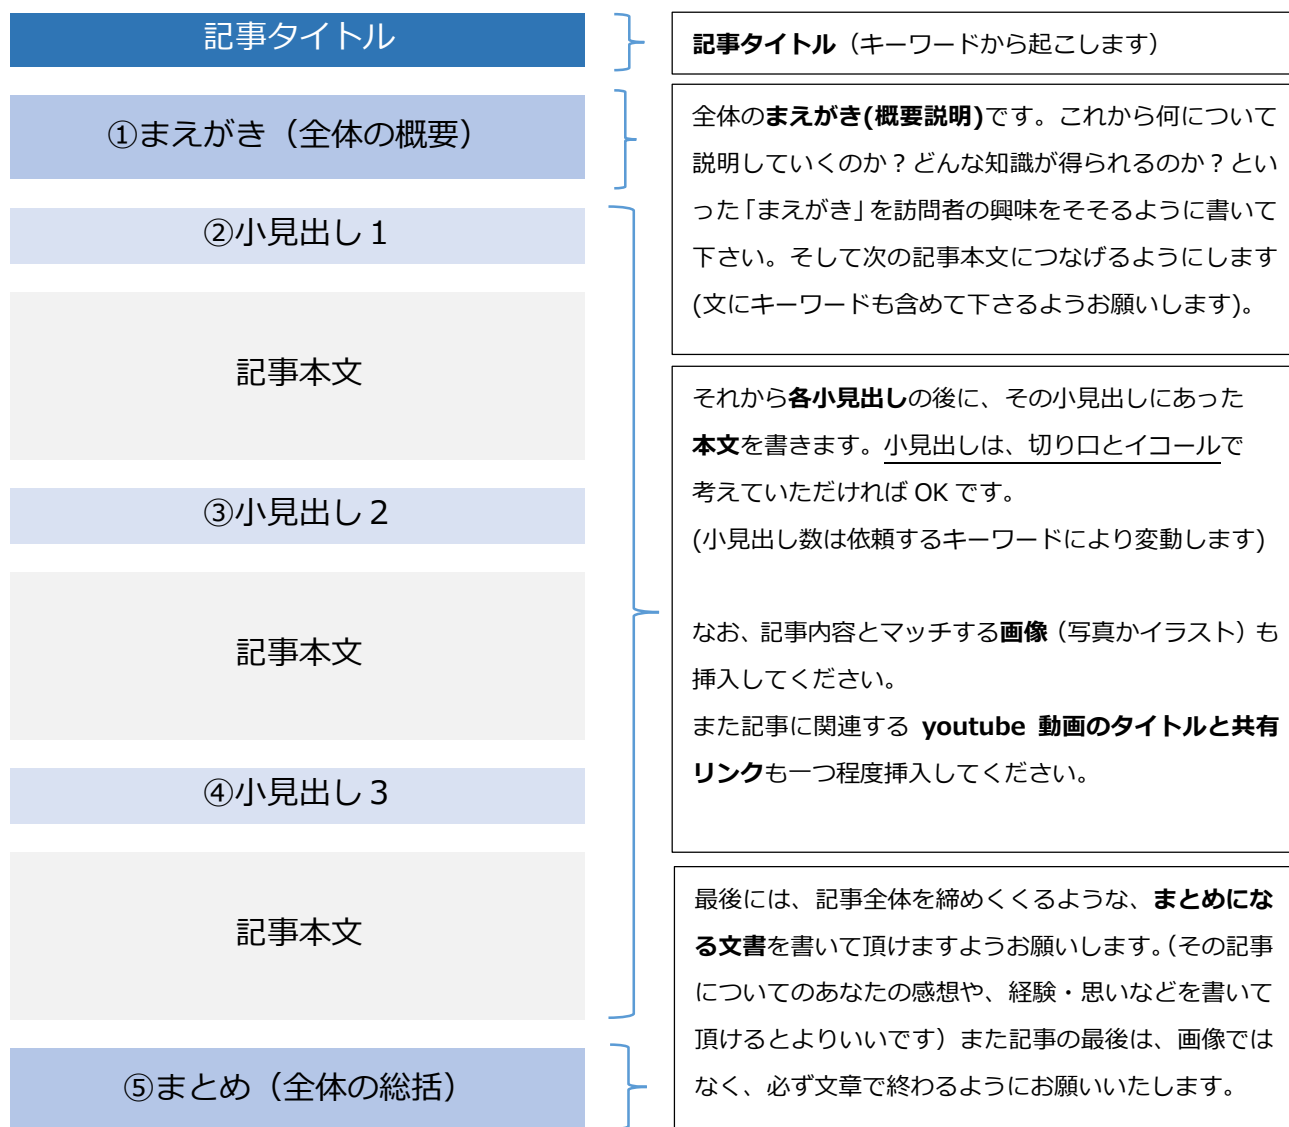 記事タイトル
記事タイトル（キーワードから起こします）
①まえがき（全体の概要）
全体のまえがき(概要説明)です。これから何について
説明していくのか？どんな知識が得られるのか？とい
った「まえがき」を訪問者の興味をそそるように書いて
下さい。そして次の記事本文につなげるようにします
(文にキーワードも含めて下さるようお願いします)。
②小見出し１
記事本文
③小見出し２
記事本文
④小見出し３
記事本文
それから各小見出しの後に、その小見出しにあった
本文を書きます。小見出しは、切り口とイコールで
考えていただければ OK です。
(小見出し数は依頼するキーワードにより変動します)
なお、記事内容とマッチする画像（写真かイラスト）も
挿入してください。
また記事に関連する youtube 動画のタイトルと共有
リンクも一つ程度挿入してください。
⑤まとめ（全体の総括）
最後には、記事全体を締めくくるような、まとめにな
る文書を書いて頂けますようお願いします。（その記事
についてのあなたの感想や、経験・思いなどを書いて
頂けるとよりいいです）また記事の最後は、画像では
なく、必ず文章で終わるようにお願いいたします。